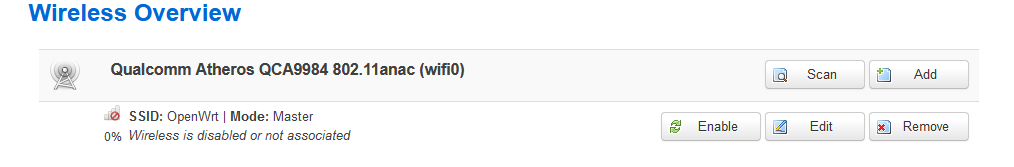 Wireless Overview
Qualcomm Atheros QCA9984 802.11anac (wifi0)
Scan
Add
SSID: OpenWrt | Mode: Master
0% Wireless is disabled or not associated
Enable
Edit
Remove